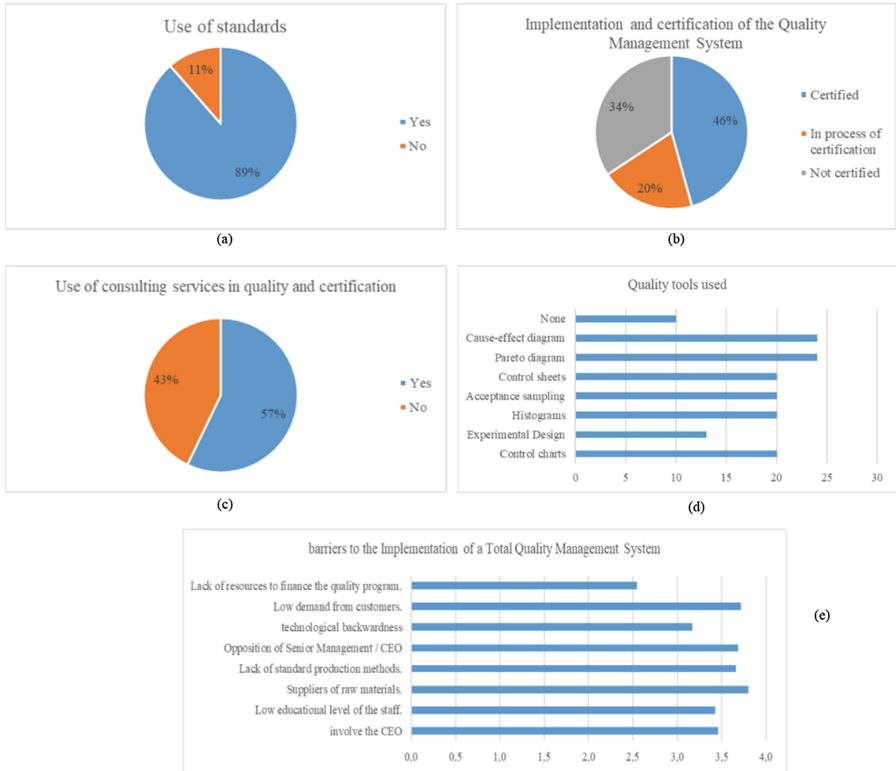 Use of standards
11%
89%
Yes
No
(a)
Implementation and certification of the Quality
Management System
34%
46%
20%
Certified
In process of
certification
Not certified
(b)
Use of consulting services in quality and certification
43%
57%
Yes
No
(c)
Quality tools used
None
Cause-effect diagram
Pareto diagram
Control sheets
Acceptance sampling
Histograms
Experimental Design
Control charts
0 5 10 15 20 25 30
(d)
barriers to the Implementation of a Total Quality Management System
Lack of resources to finance the quality program.
Low demand from customers.
technological backwardness
Opposition of Senior Management / CEO
Lack of standard production methods.
Suppliers of raw materials.
Low educational level of the staff.
involve the CEO
0,0 0,5 1,0 1,5 2,0 2,5 3,0 3,5 4,0
(e)